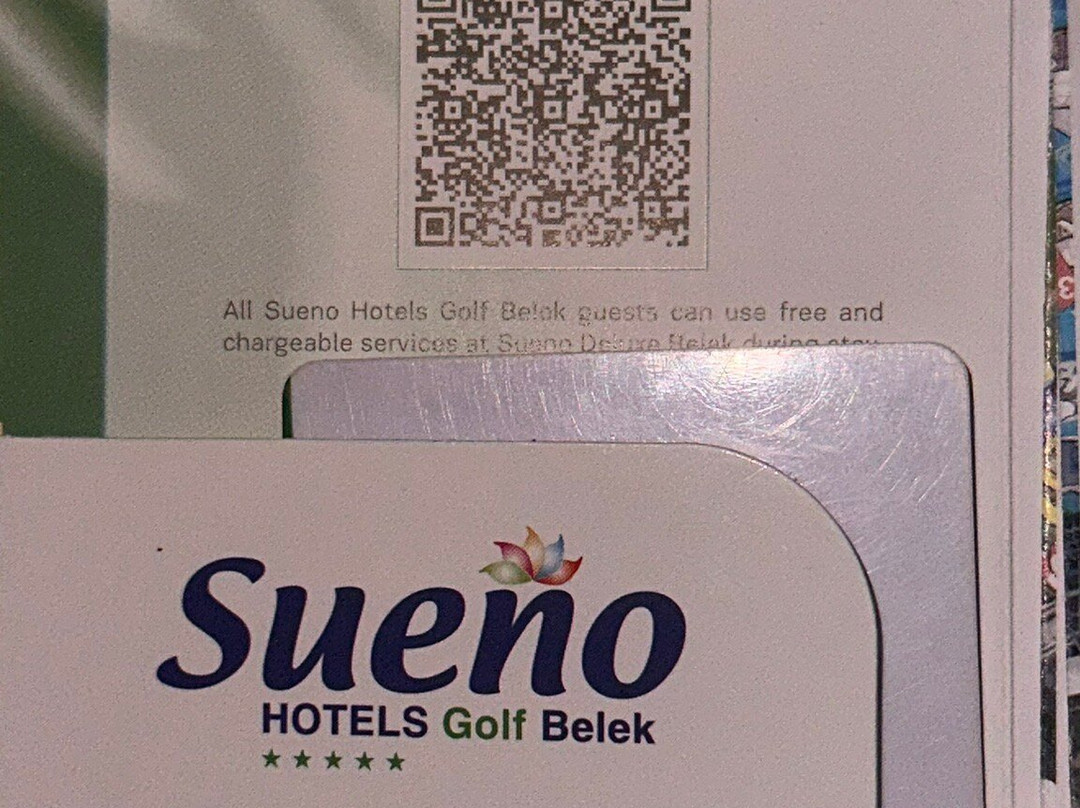 All Sueno Hotels Golf Belek guests can use free and
chargeable services at Sueno Deluxe Belek during stay.
Sueno
HOTELS Golf Belek